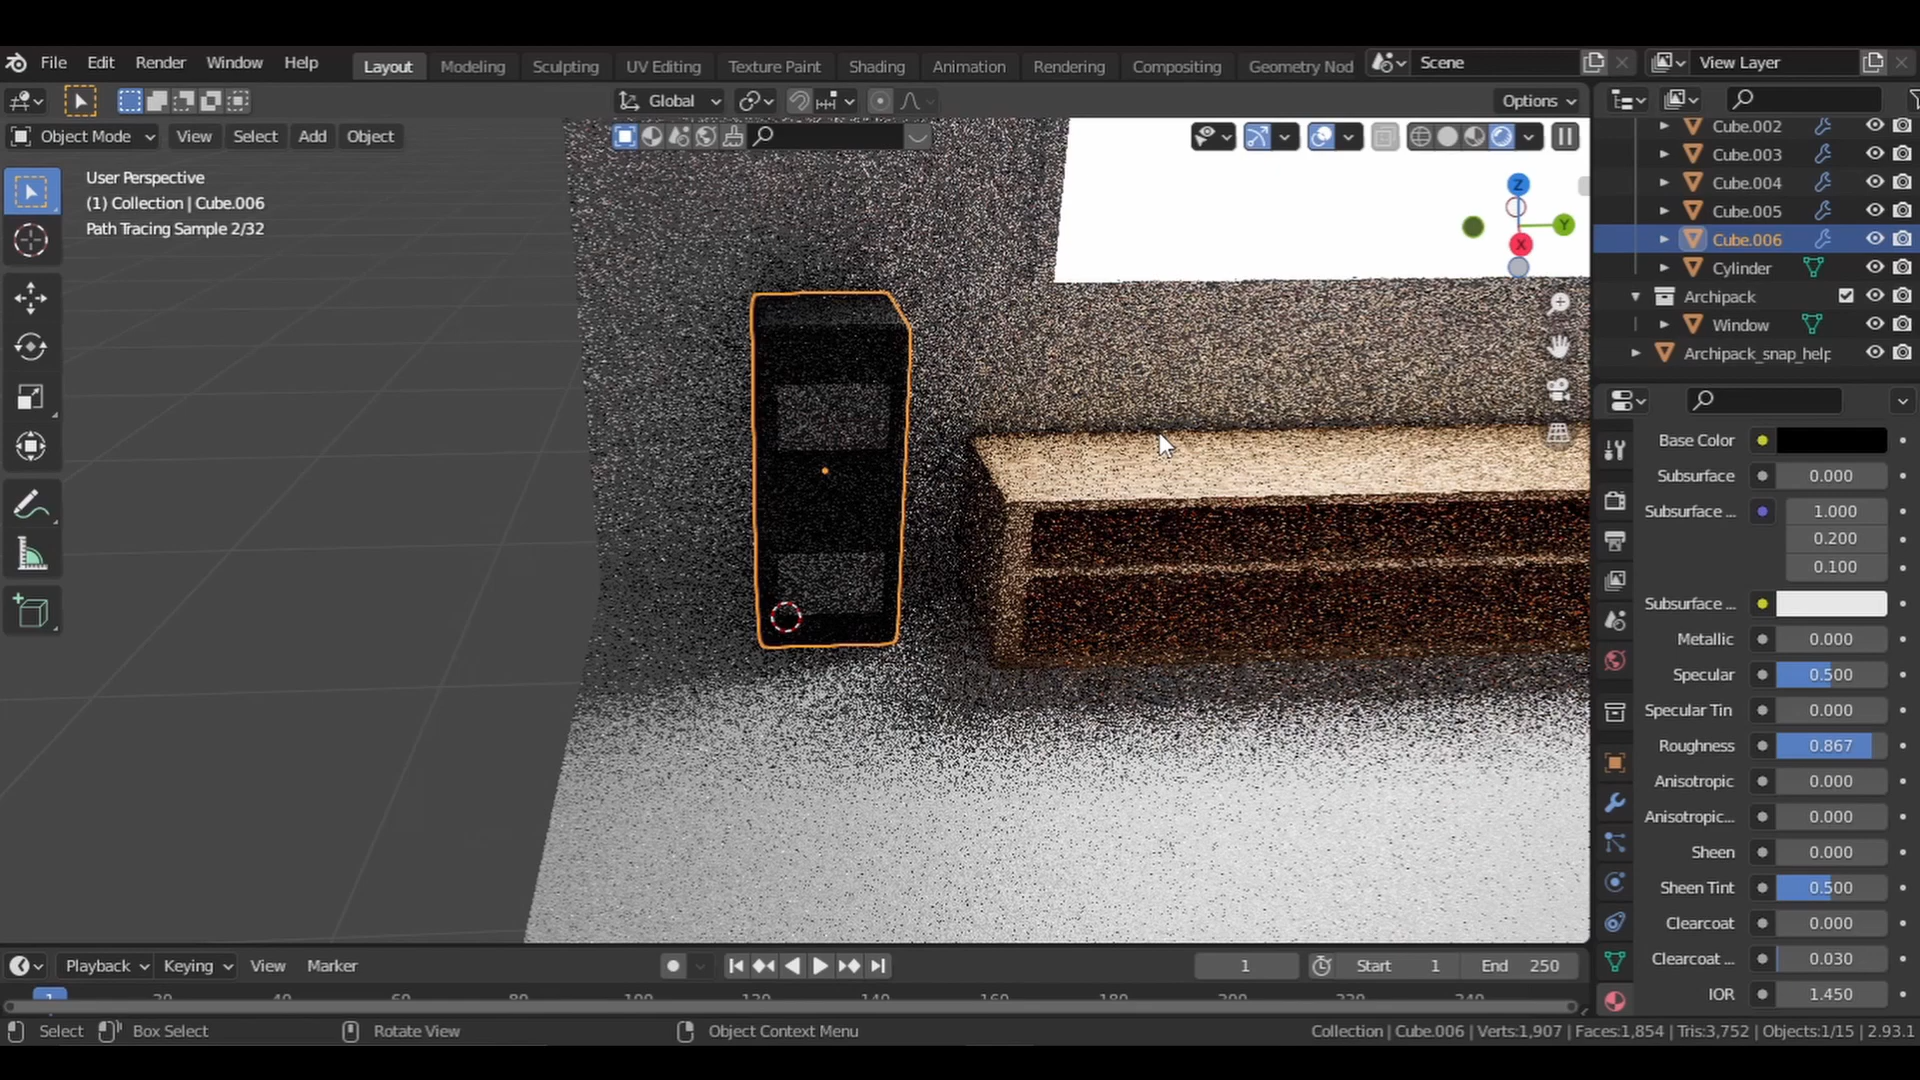 File Edit Render Window Help Layout Modeling Sculpting UV Editing Texture Paint Shading Animation Rendering Compositing Geometry Nod Scene View Layer
Global Options
Object Mode View Select Add Object
User Perspective
(1) Collection | Cube.006
Path Tracing Sample 2/32
Z
Y
X
Cube.002
Cube.003
Cube.004
Cube.005
Cube.006
Cylinder
Archipack
Window
Archipack_snap_help
Base Color
Subsurface 0.000
Subsurface ... 1.000
0.200
0.100
Subsurface ...
Metallic 0.000
Specular 0.500
Specular Tin 0.000
Roughness 0.867
Anisotropic 0.000
Anisotropic... 0.000
Sheen 0.000
Sheen Tint 0.500
Clearcoat 0.000
Clearcoat ... 0.030
IOR 1.450
Playback Keying View Marker 1 Start 1 End 250
Select Box Select Rotate View Object Context Menu Collection | Cube.006 | Verts:1,907 | Faces:1,854 | Tris:3,752 | Objects:1/15 | 2.93.1